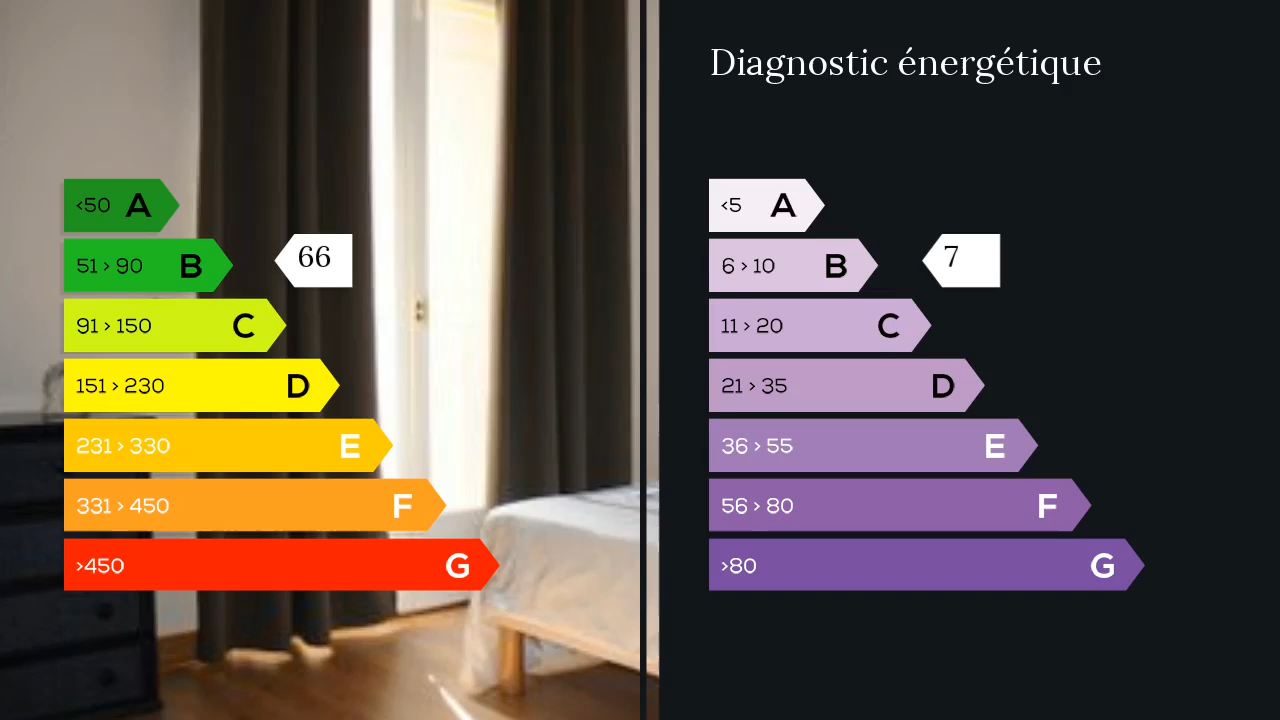 Diagnostic énergétique
<50 A
51 > 90 B
66
91 > 150 C
151 > 230 D
231 > 330 E
331 > 450 F
>450 G
<5 A
6 > 10 B
7
11 > 20 C
21 > 35 D
36 > 55 E
56 > 80 F
>80 G